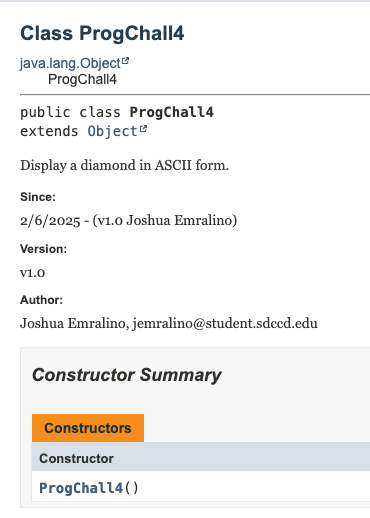 Class ProgChall4
java.lang.Object
ProgChall4
public class ProgChall4
extends Object
Display a diamond in ASCII form.
Since:
2/6/2025 - (v1.0 Joshua Emralino)
Version:
v1.0
Author:
Joshua Emralino, jemralino@student.sdccd.edu
Constructor Summary
Constructors
Constructor
ProgChall4()